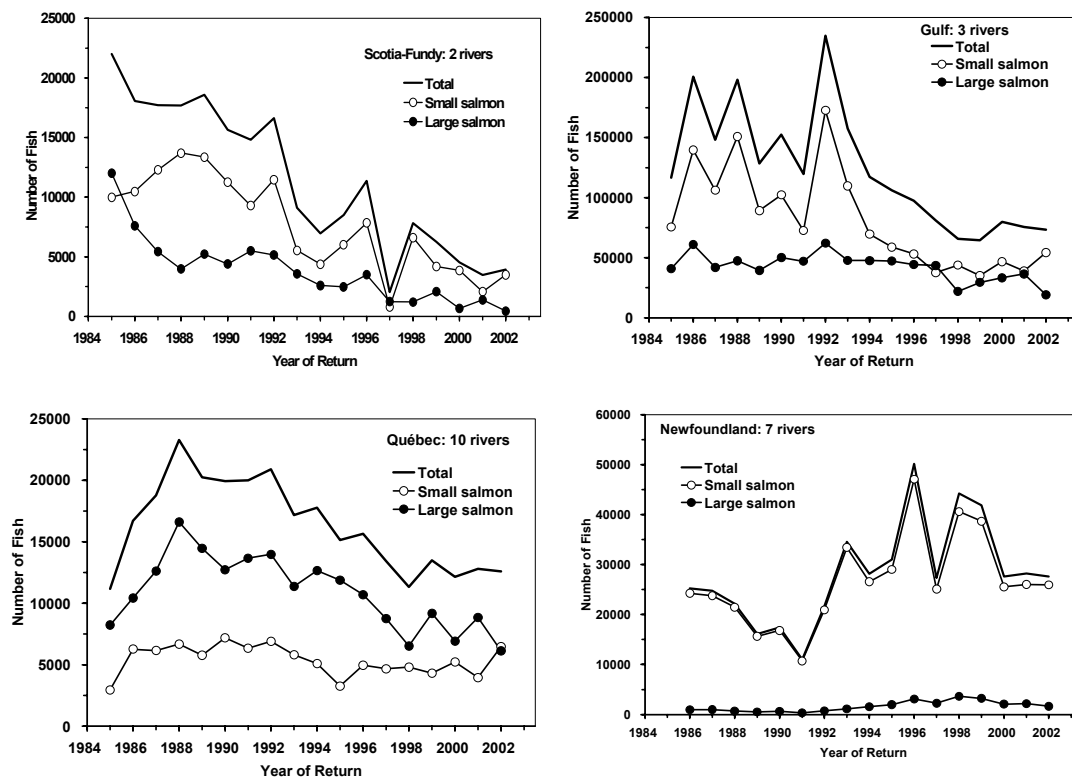 25000
20000
15000
10000
5000
0
Number of Fish
Scotia-Fundy: 2 rivers
Total
Small salmon
Large salmon
1984 1986 1988 1990 1992 1994 1996 1998 2000 2002
Year of Return
250000
200000
150000
100000
50000
0
Number of Fish
Gulf: 3 rivers
Total
Small salmon
Large salmon
1984 1986 1988 1990 1992 1994 1996 1998 2000 2002
Year of Return
25000
20000
15000
10000
5000
0
Number of Fish
Québec: 10 rivers
Total
Small salmon
Large salmon
1984 1986 1988 1990 1992 1994 1996 1998 2000 2002
Year of Return
60000
50000
40000
30000
20000
10000
0
Number of Fish
Newfoundland: 7 rivers
Total
Small salmon
Large salmon
1984 1986 1988 1990 1992 1994 1996 1998 2000 2002
Year of Return